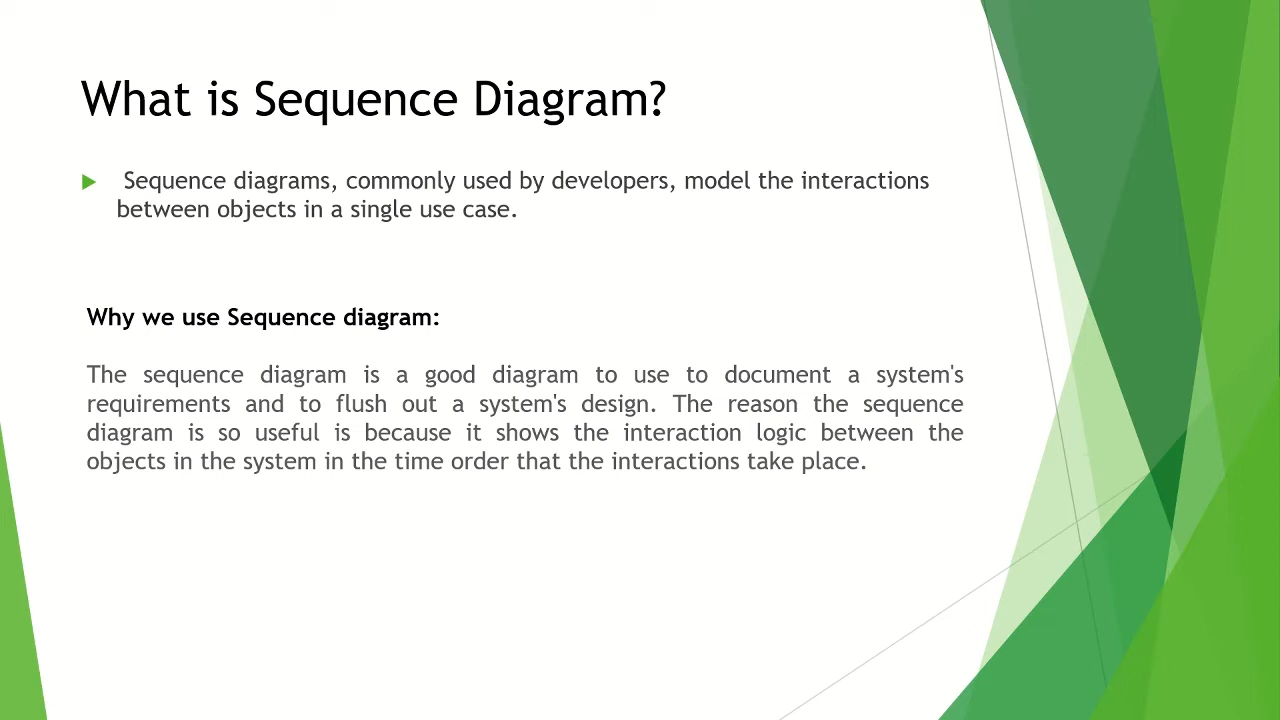 What is Sequence Diagram?
Sequence diagrams, commonly used by developers, model the interactions
between objects in a single use case.
Why we use Sequence diagram:
The sequence diagram is a good diagram to use to document a system's
requirements and to flush out a system's design. The reason the sequence
diagram is so useful is because it shows the interaction logic between the
objects in the system in the time order that the interactions take place.